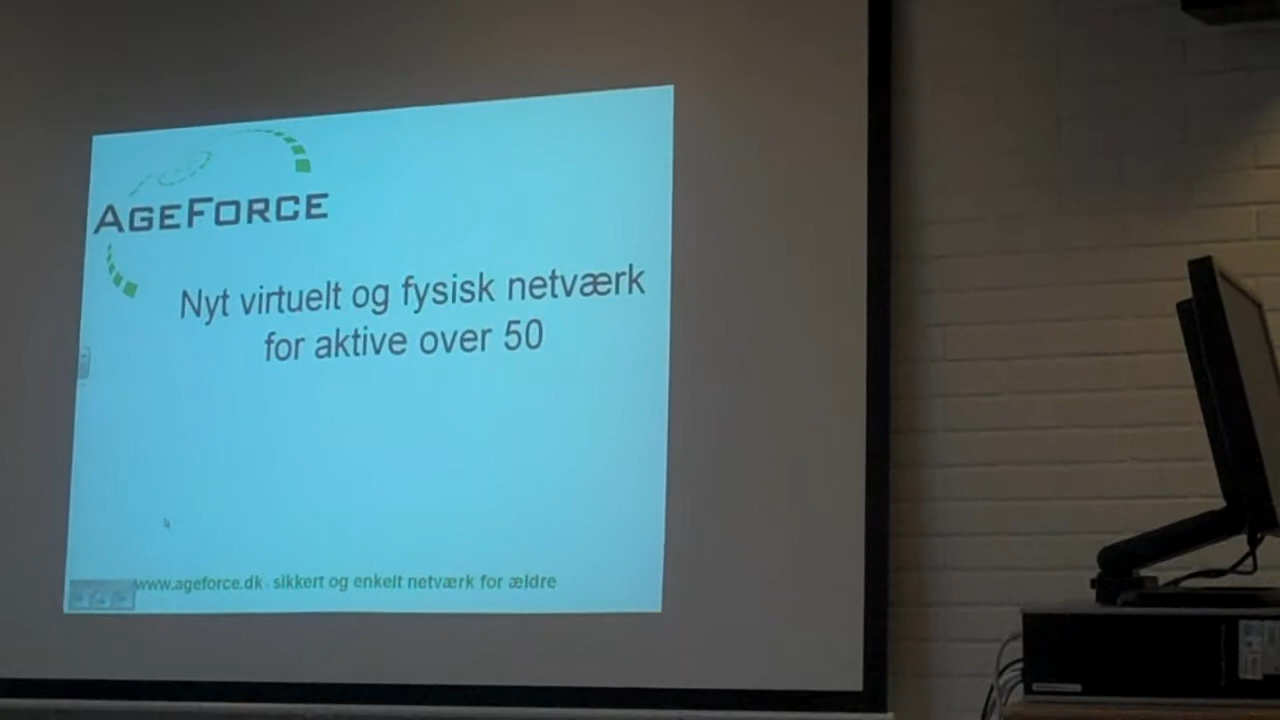 AGEFORCE
Nyt virtuelt og fysisk netværk
for aktive over 50
www.ageforce.dk sikkert og enkelt netværk for ældre